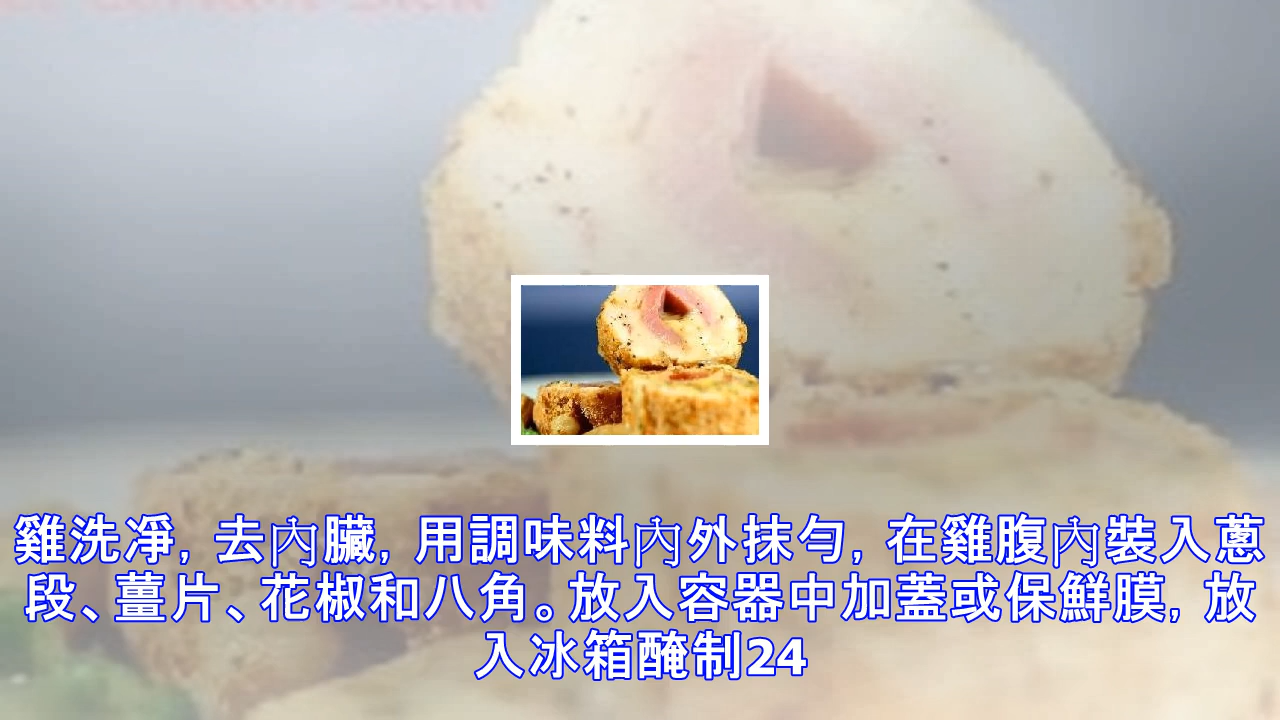 雞洗凈, 去內臟, 用調味料內外抹勻, 在雞腹內裝入蔥
段、薑片、花椒和八角。放入容器中加蓋或保鮮膜, 放
入冰箱醃制24